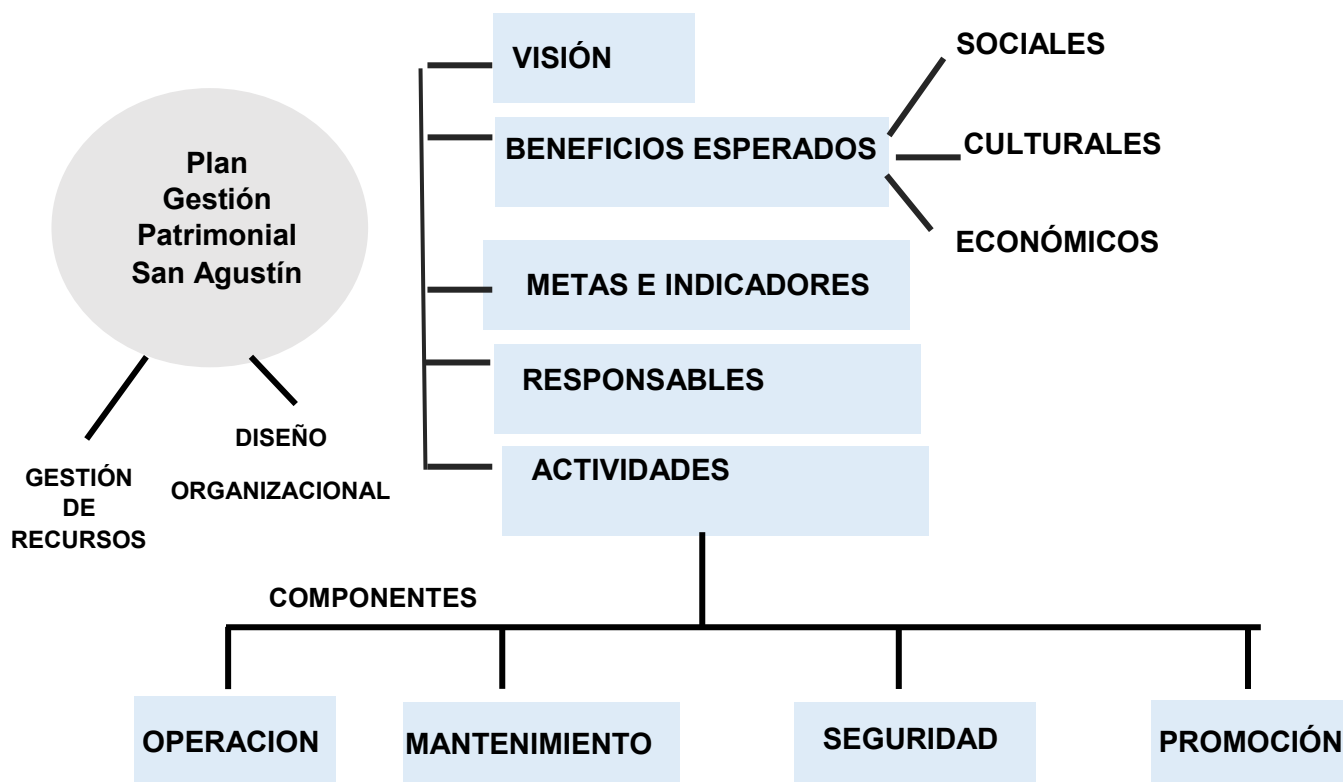 Plan
Gestión
Patrimonial
San Agustín
GESTIÓN
DE
RECURSOS
DISEÑO
ORGANIZACIONAL
VISIÓN
BENEFICIOS ESPERADOS
SOCIALES
CULTURALES
ECONÓMICOS
METAS E INDICADORES
RESPONSABLES
ACTIVIDADES
COMPONENTES
OPERACION
MANTENIMIENTO
SEGURIDAD
PROMOCIÓN